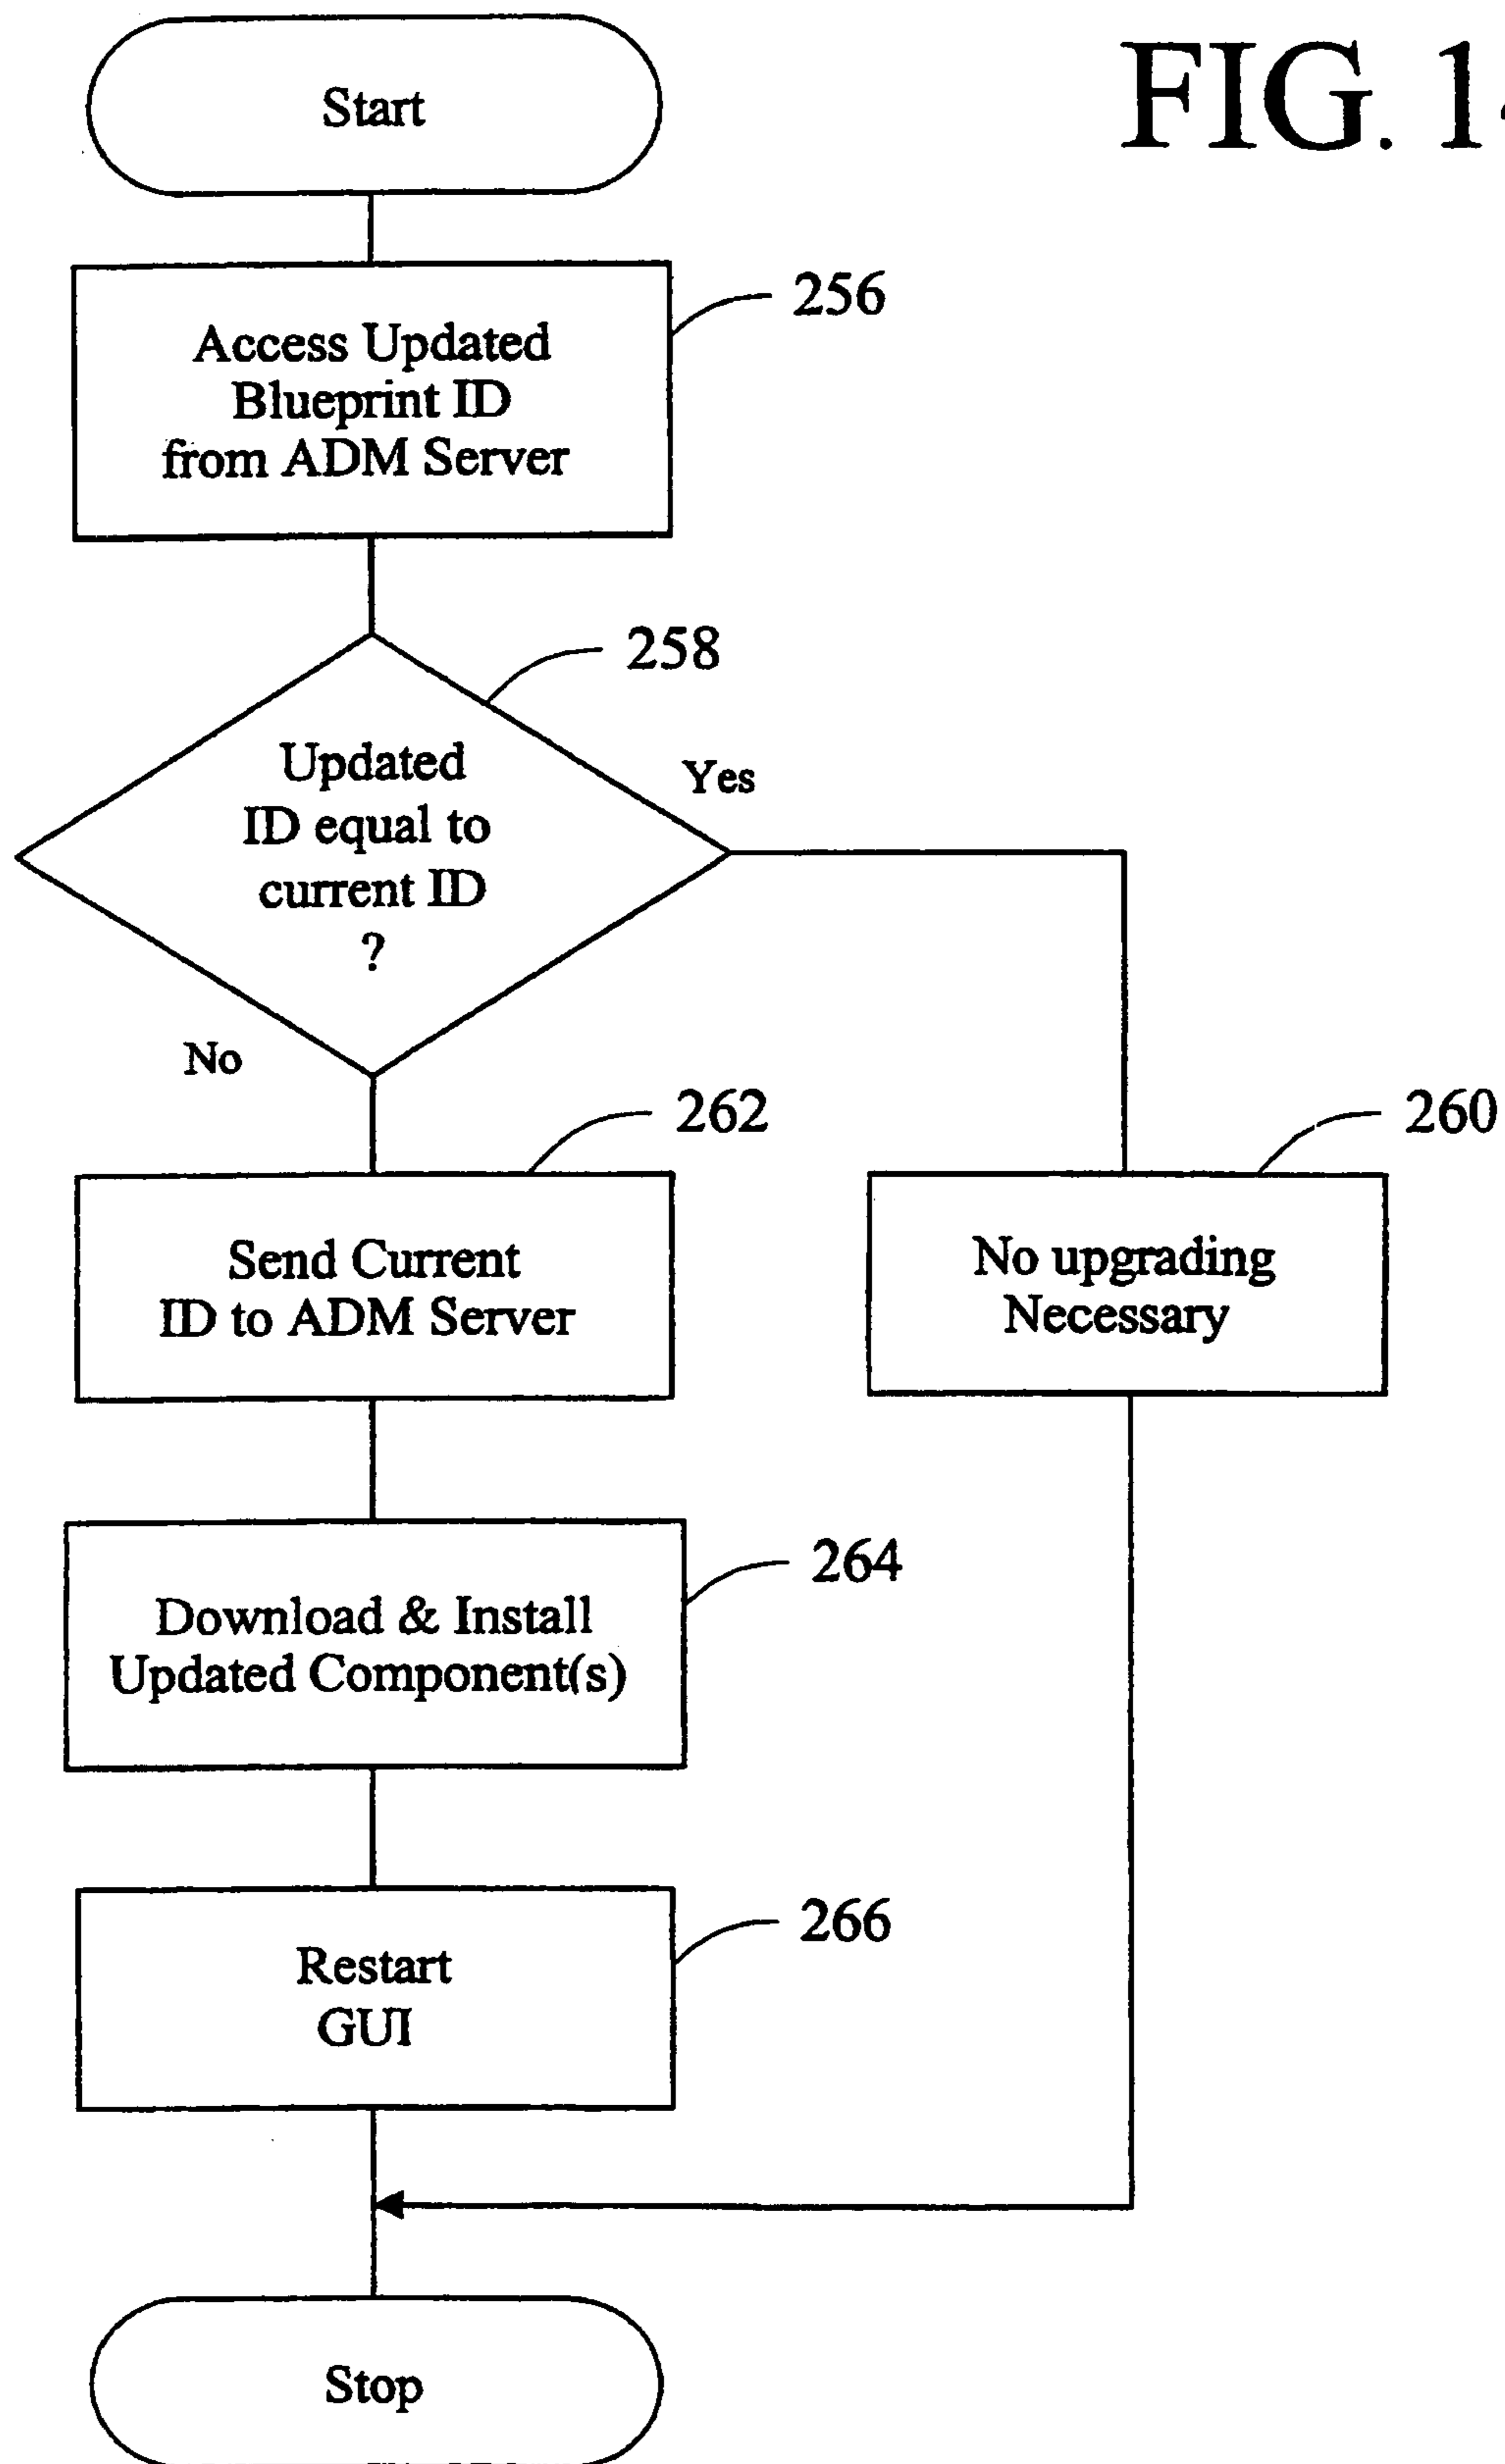 FIG. 14
Start
256
Access Updated
Blueprint ID
from ADM Server
258
Updated
ID equal to
current ID
?
Yes
No
262
Send Current
ID to ADM Server
260
No upgrading
Necessary
264
Download & Install
Updated Component(s)
266
Restart
GUI
Stop